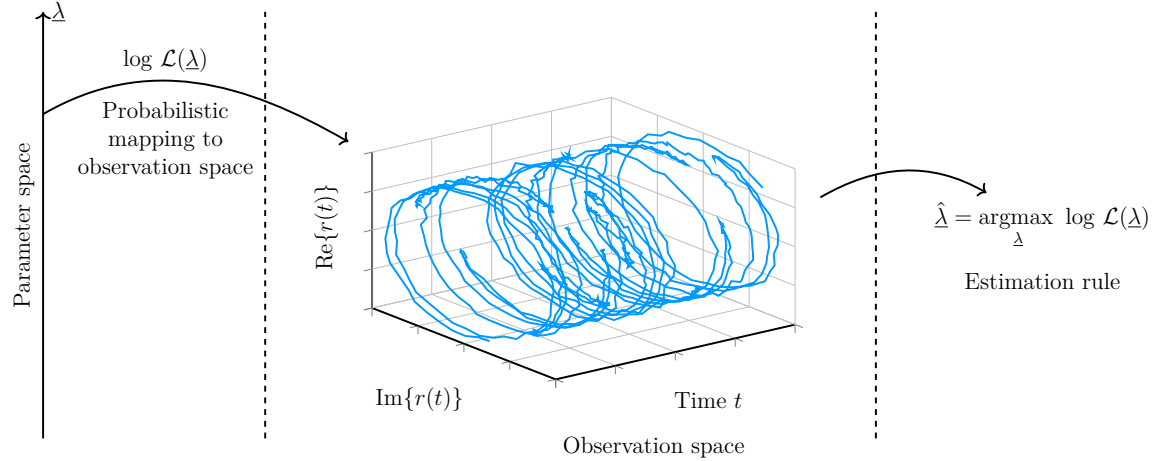 λ
log ℒ(λ)
Probabilistic
mapping to
observation space
Parameter space
Re{r(t)}
Im{r(t)}
Time t
Observation space
λ̂ = argmax log ℒ(λ)
λ
Estimation rule